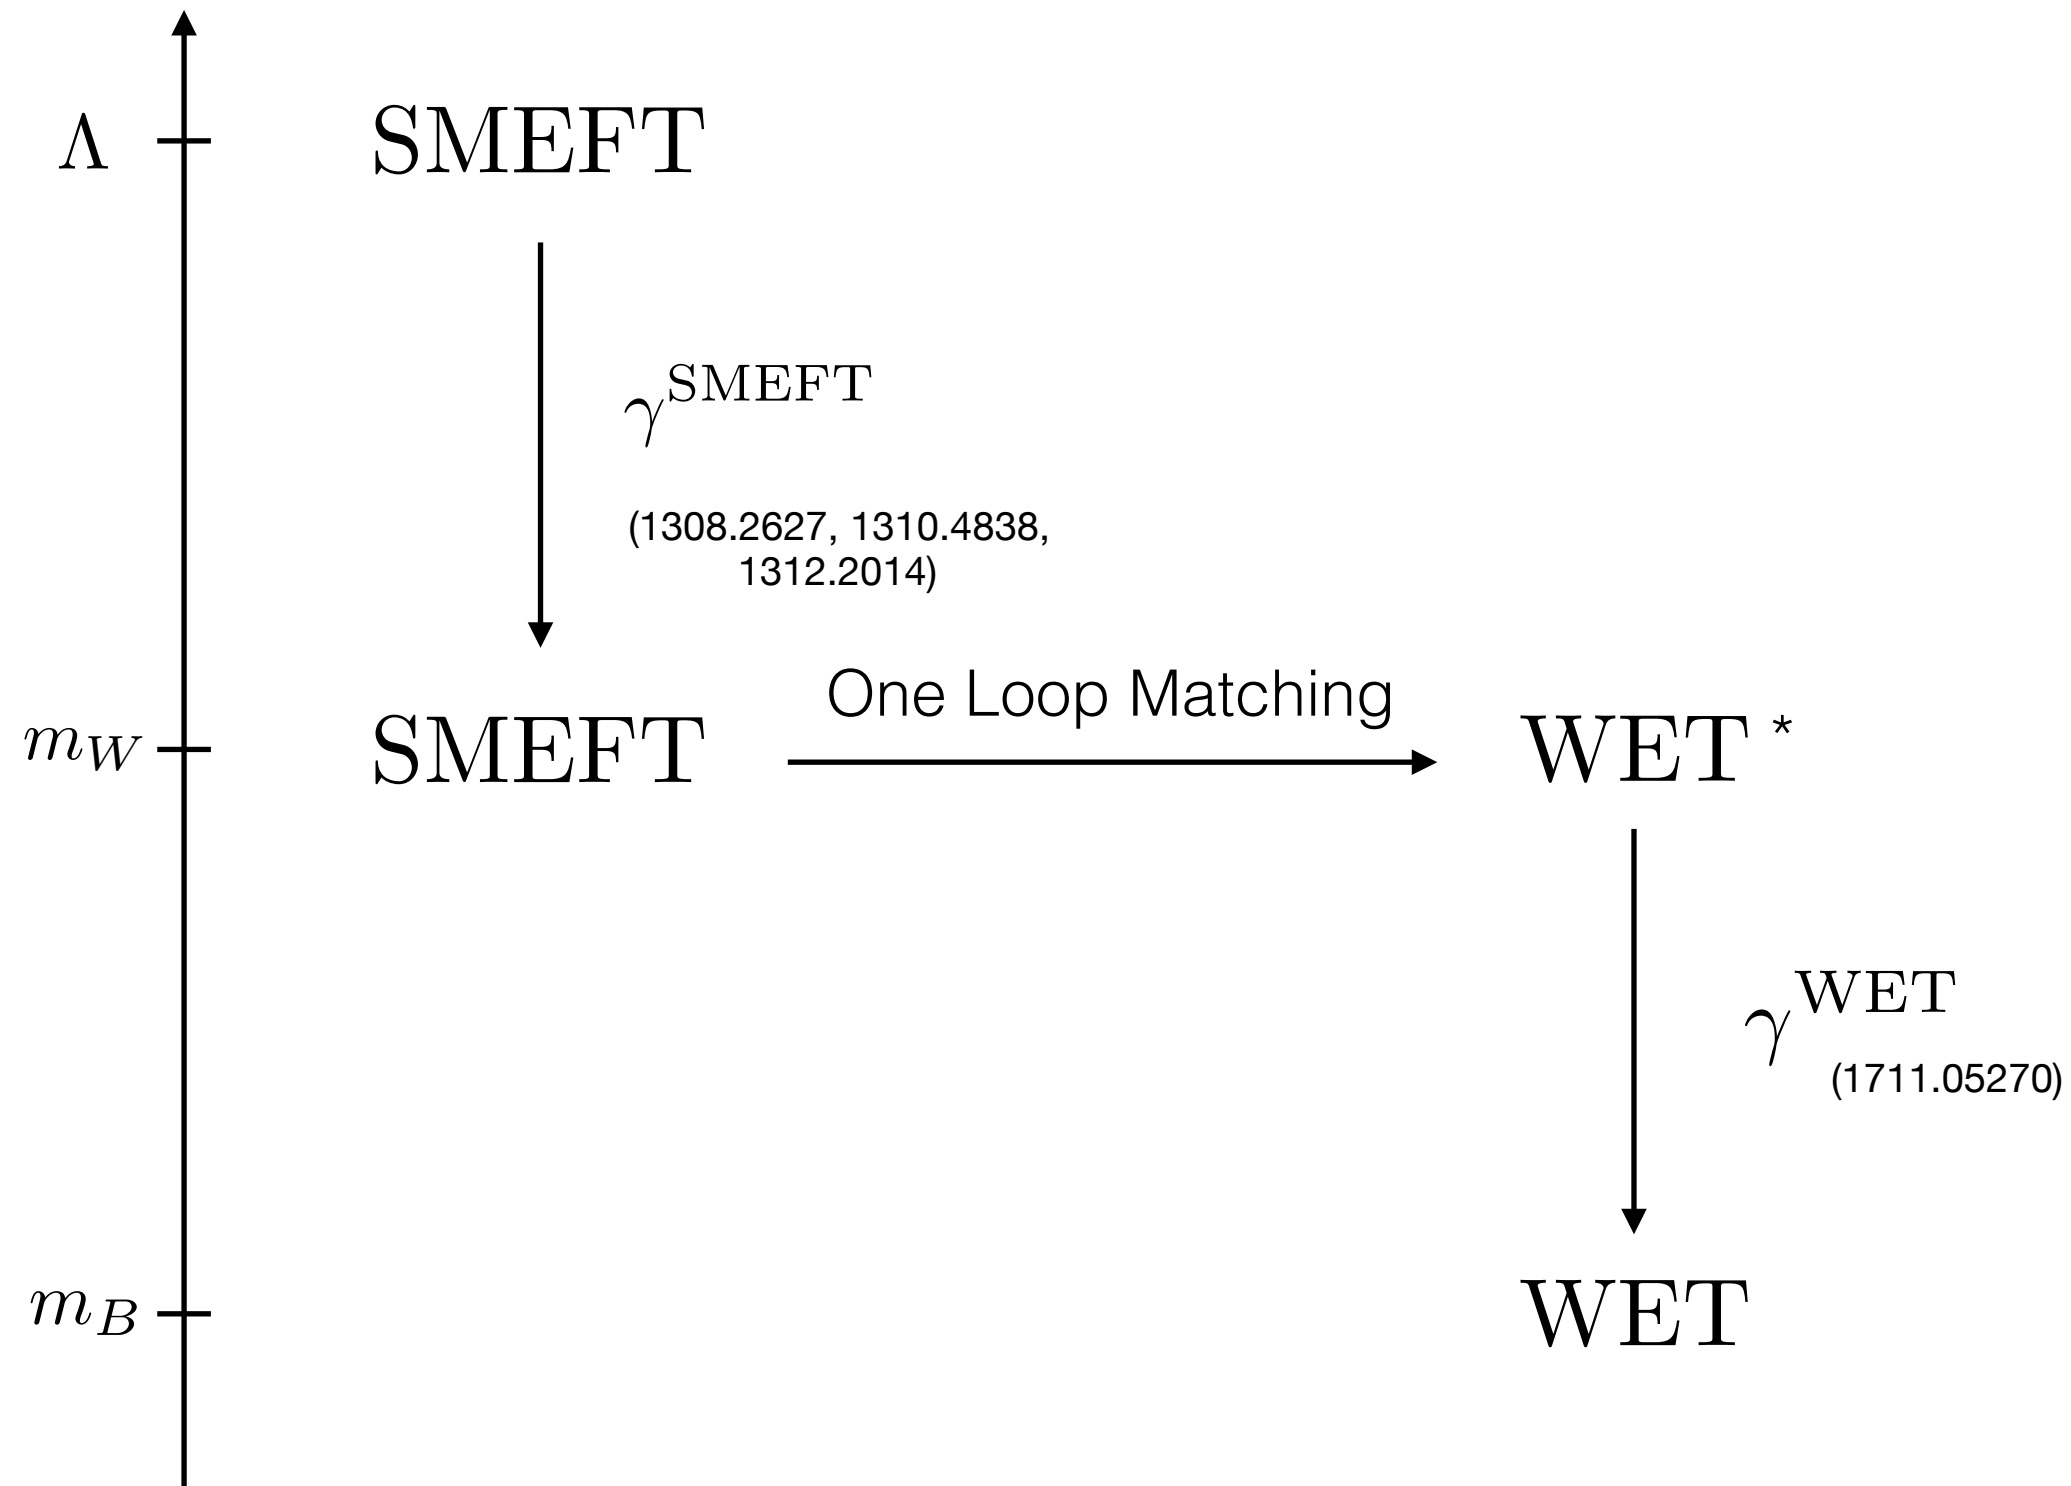 Λ
SMEFT
γ^SMEFT
(1308.2627, 1310.4838,
1312.2014)
One Loop Matching
m_W
SMEFT
WET *
γ^WET
(1711.05270)
m_B
WET